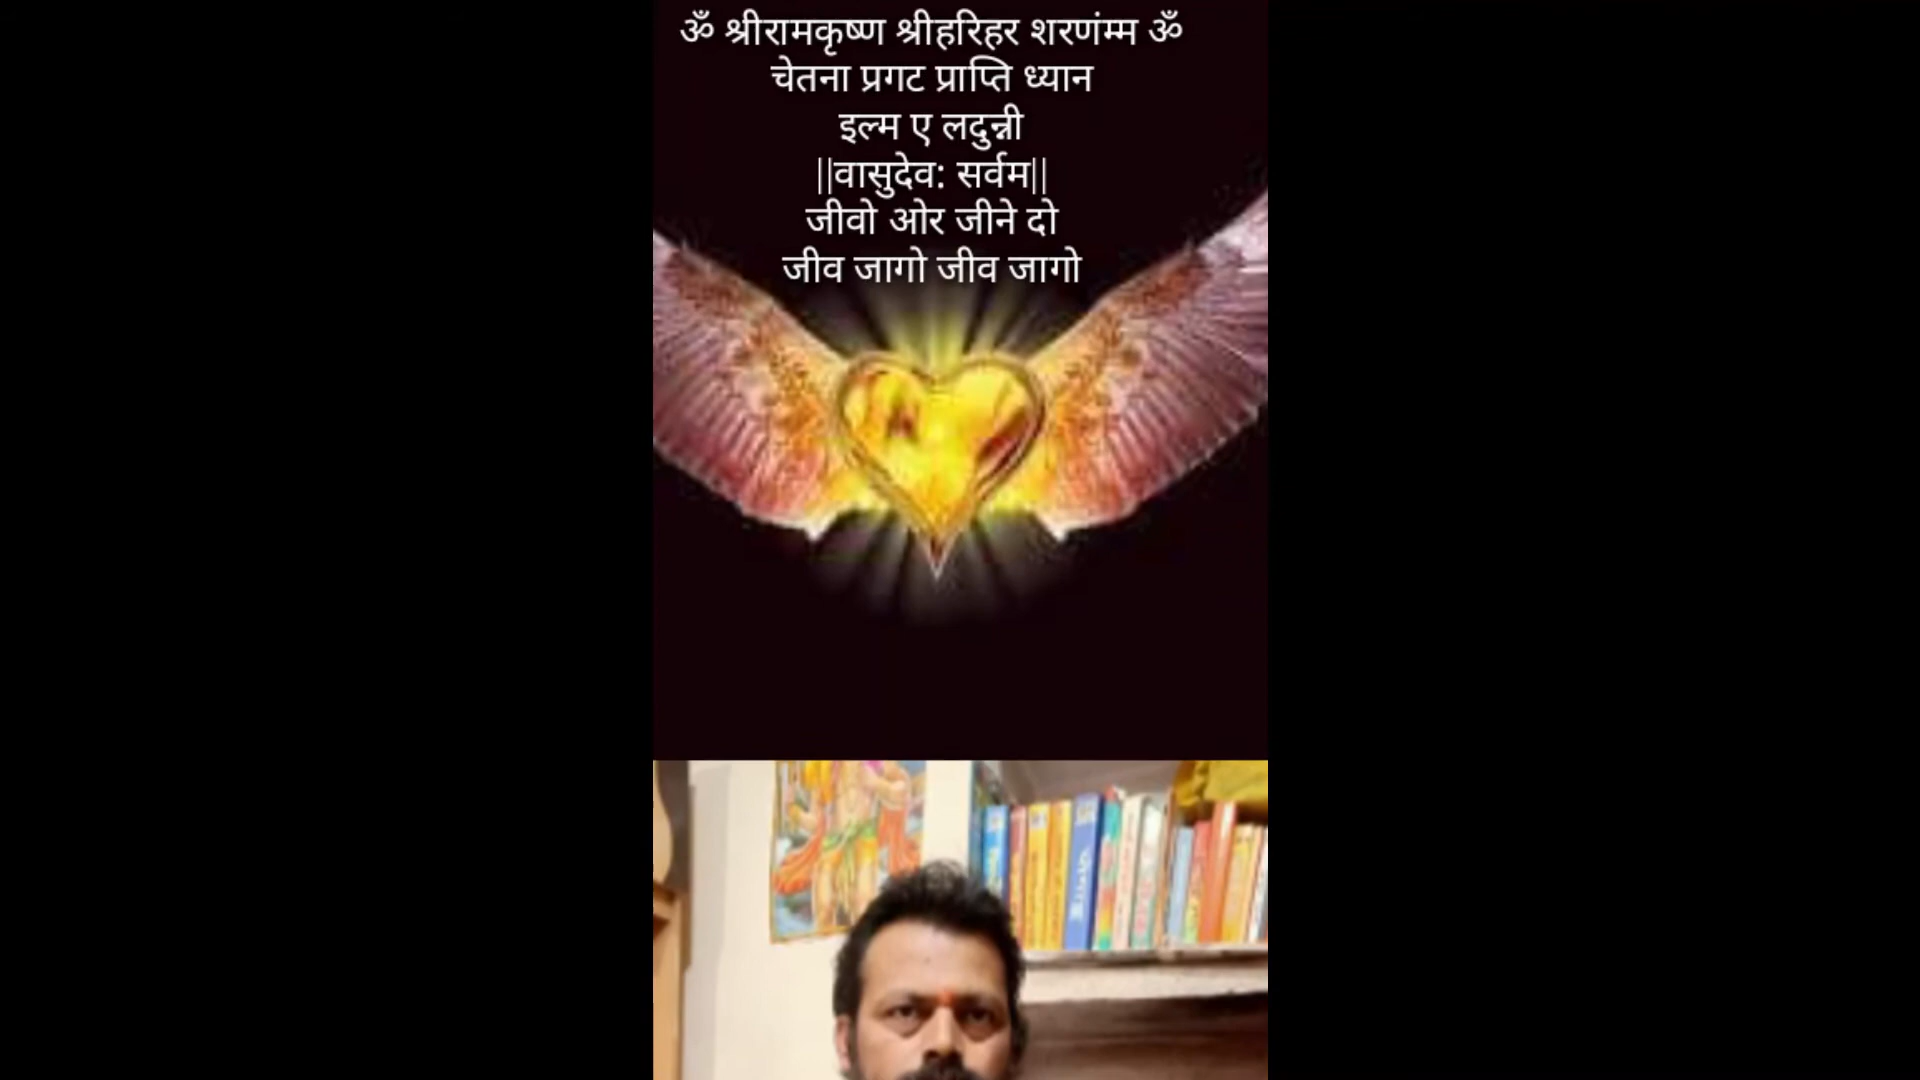 ॐ श्रीरामकृष्ण श्रीहरिहर शरणंम्म ॐ
चेतना प्रगट प्राप्ति ध्यान
इल्म ए लदुन्नी
||वासुदेव: सर्वम||
जीवो ओर जीने दो
जीव जागो जीव जागो